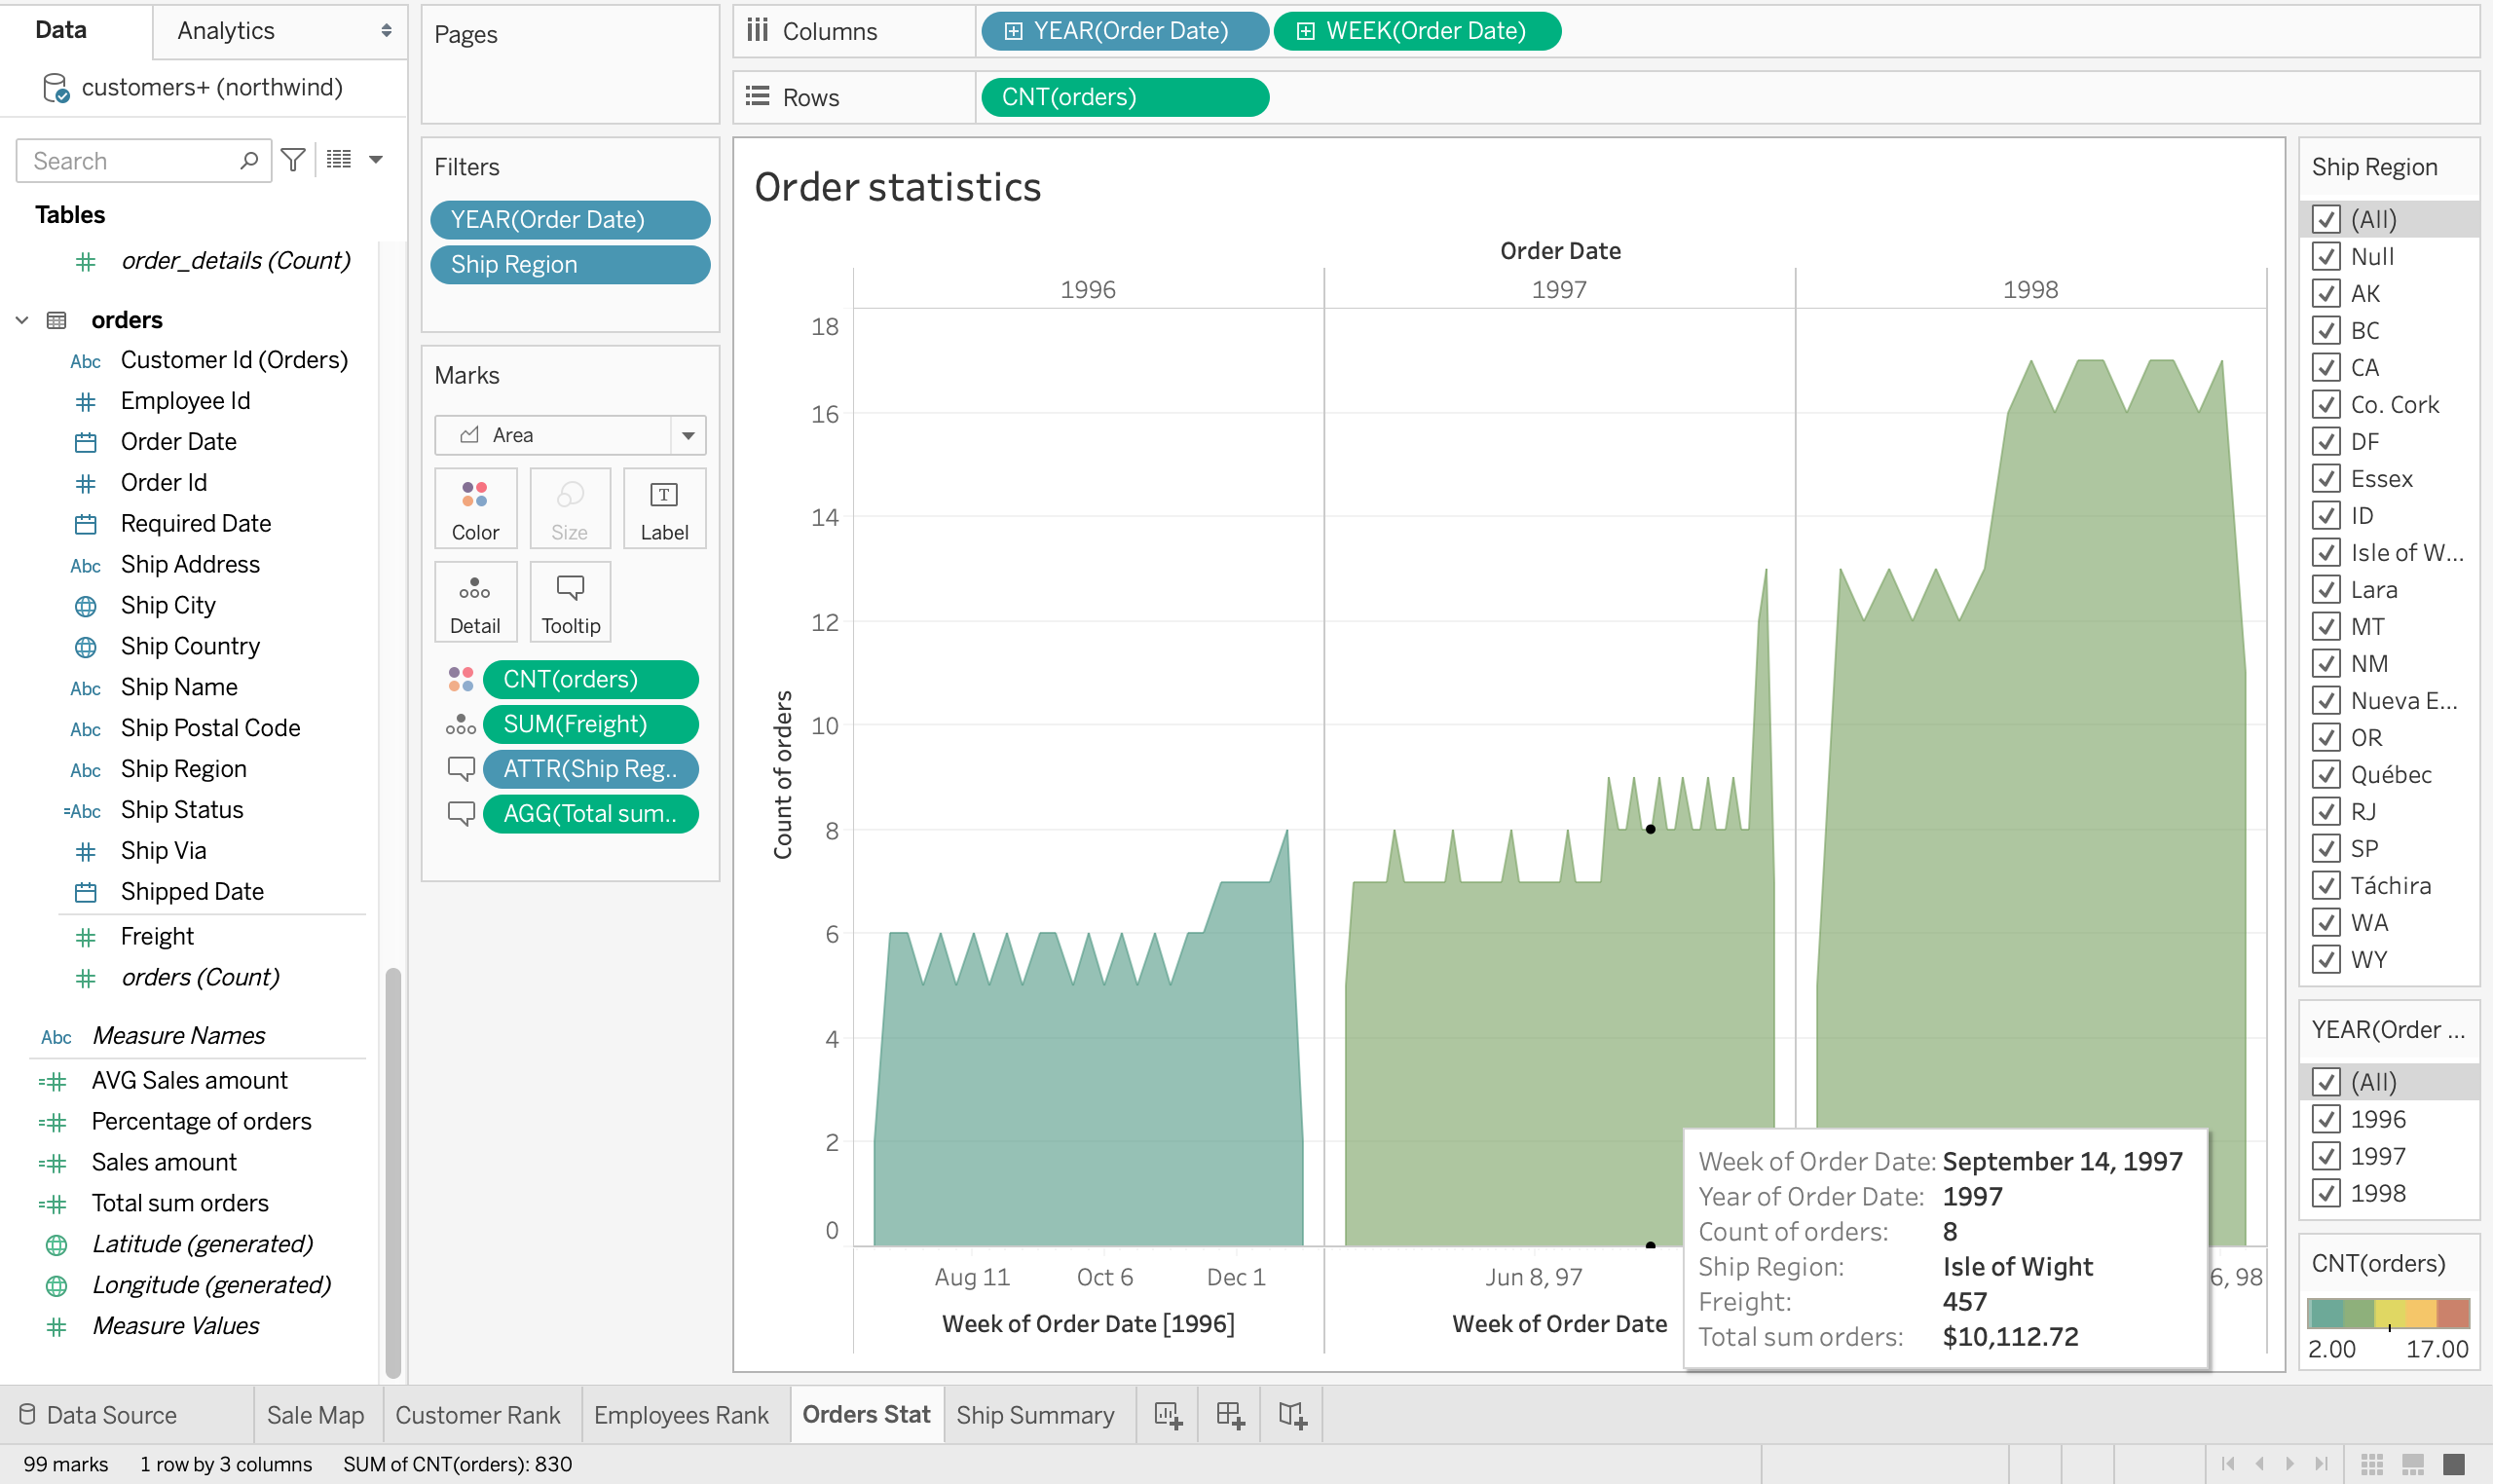 Data
Analytics
customers+ (northwind)
Search
Tables
order_details (Count)
orders
Abc Customer Id (Orders)
Employee Id
Order Date
Order Id
Required Date
Abc Ship Address
Ship City
Ship Country
Abc Ship Name
Abc Ship Postal Code
Abc Ship Region
=Abc Ship Status
Ship Via
Shipped Date
Freight
orders (Count)
Abc Measure Names
AVG Sales amount
Percentage of orders
Sales amount
Total sum orders
Latitude (generated)
Longitude (generated)
Measure Values
Pages
Filters
YEAR(Order Date)
Ship Region
Marks
Area
Color
Size
Label
Detail
Tooltip
CNT(orders)
SUM(Freight)
ATTR(Ship Reg..
AGG(Total sum..
Columns
YEAR(Order Date)
WEEK(Order Date)
Rows
CNT(orders)
Order statistics
Order Date
1996
1997
1998
18
16
14
12
10
8
6
4
2
0
Count of orders
Aug 11
Oct 6
Dec 1
Jun 8, 97
6, 98
Week of Order Date [1996]
Week of Order Date
Week of Order Date: September 14, 1997
Year of Order Date: 1997
Count of orders: 8
Ship Region: Isle of Wight
Freight: 457
Total sum orders: $10,112.72
Ship Region
(All)
Null
AK
BC
CA
Co. Cork
DF
Essex
ID
Isle of W...
Lara
MT
NM
Nueva E...
OR
Québec
RJ
SP
Táchira
WA
WY
YEAR(Order ...
(All)
1996
1997
1998
CNT(orders)
2.00
17.00
Data Source
Sale Map
Customer Rank
Employees Rank
Orders Stat
Ship Summary
99 marks
1 row by 3 columns
SUM of CNT(orders): 830